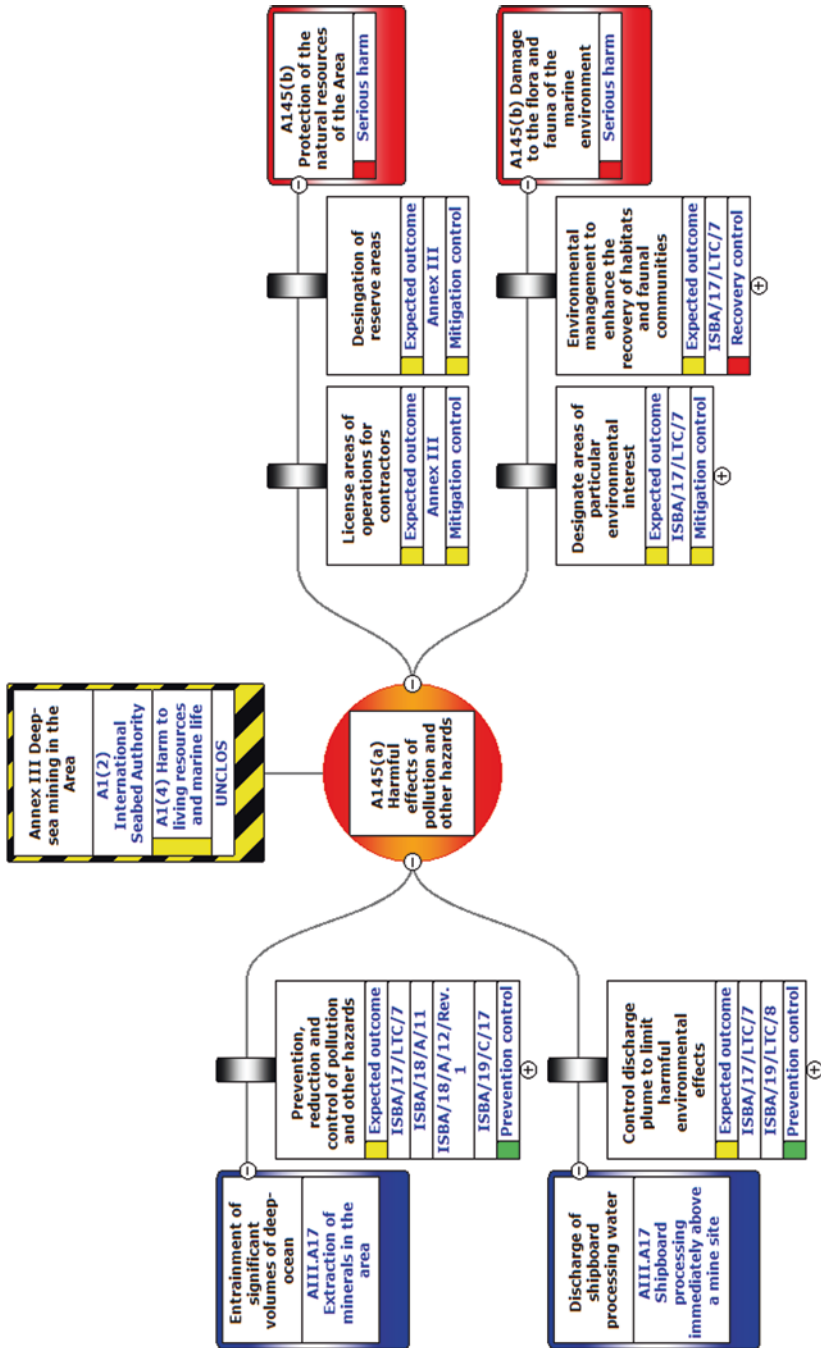 Annex III Deep-
sea mining in the
Area
A1(2)
International
Seabed Authority
A1(4) Harm to
living resources
and marine life
UNCLOS
A145(a)
Harmful
effects of
pollution and
other hazards
Entrainment of
significant
volumes of deep-
ocean
AIII.A17
Extraction of
minerals in the
area
Prevention,
reduction and
control of pollution
and other hazards
Expected outcome
ISBA/17/LTC/7
ISBA/18/A/11
ISBA/18/A/12/Rev.
1
ISBA/19/C/17
Prevention control
Discharge of
shipboard
processing water
AIII.A17
Shipboard
processing
immediately above
a mine site
Control discharge
plume to limit
harmful
environmental
effects
Expected outcome
ISBA/17/LTC/7
ISBA/19/LTC/8
Prevention control
License areas of
operations for
contractors
Expected outcome
Annex III
Mitigation control
Desingation of
reserve areas
Expected outcome
Annex III
Mitigation control
A145(b)
Protection of the
natural resources
of the Area
Serious harm
Designate areas of
particular
environmental
interest
Expected outcome
ISBA/17/LTC/7
Mitigation control
Environmental
management to
enhance the
recovery of habitats
and faunal
communities
Expected outcome
ISBA/17/LTC/7
Recovery control
A145(b) Damage
to the flora and
fauna of the
marine
environment
Serious harm